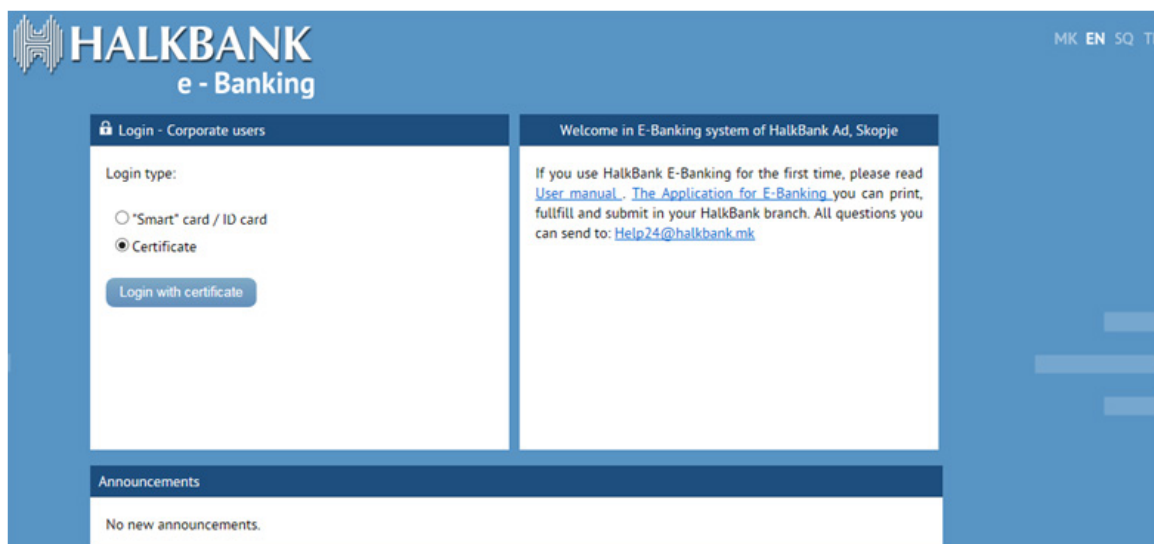 HALKBANK
e - Banking
MK EN SQ
Login - Corporate users
Login type:
"Smart" card / ID card
Certificate
Login with certificate
Welcome in E-Banking system of HalkBank Ad, Skopje
If you use HalkBank E-Banking for the first time, please read
User manual . The Application for E-Banking you can print,
fullfill and submit in your HalkBank branch. All questions you
can send to: Help24@halkbank.mk
Announcements
No new announcements.